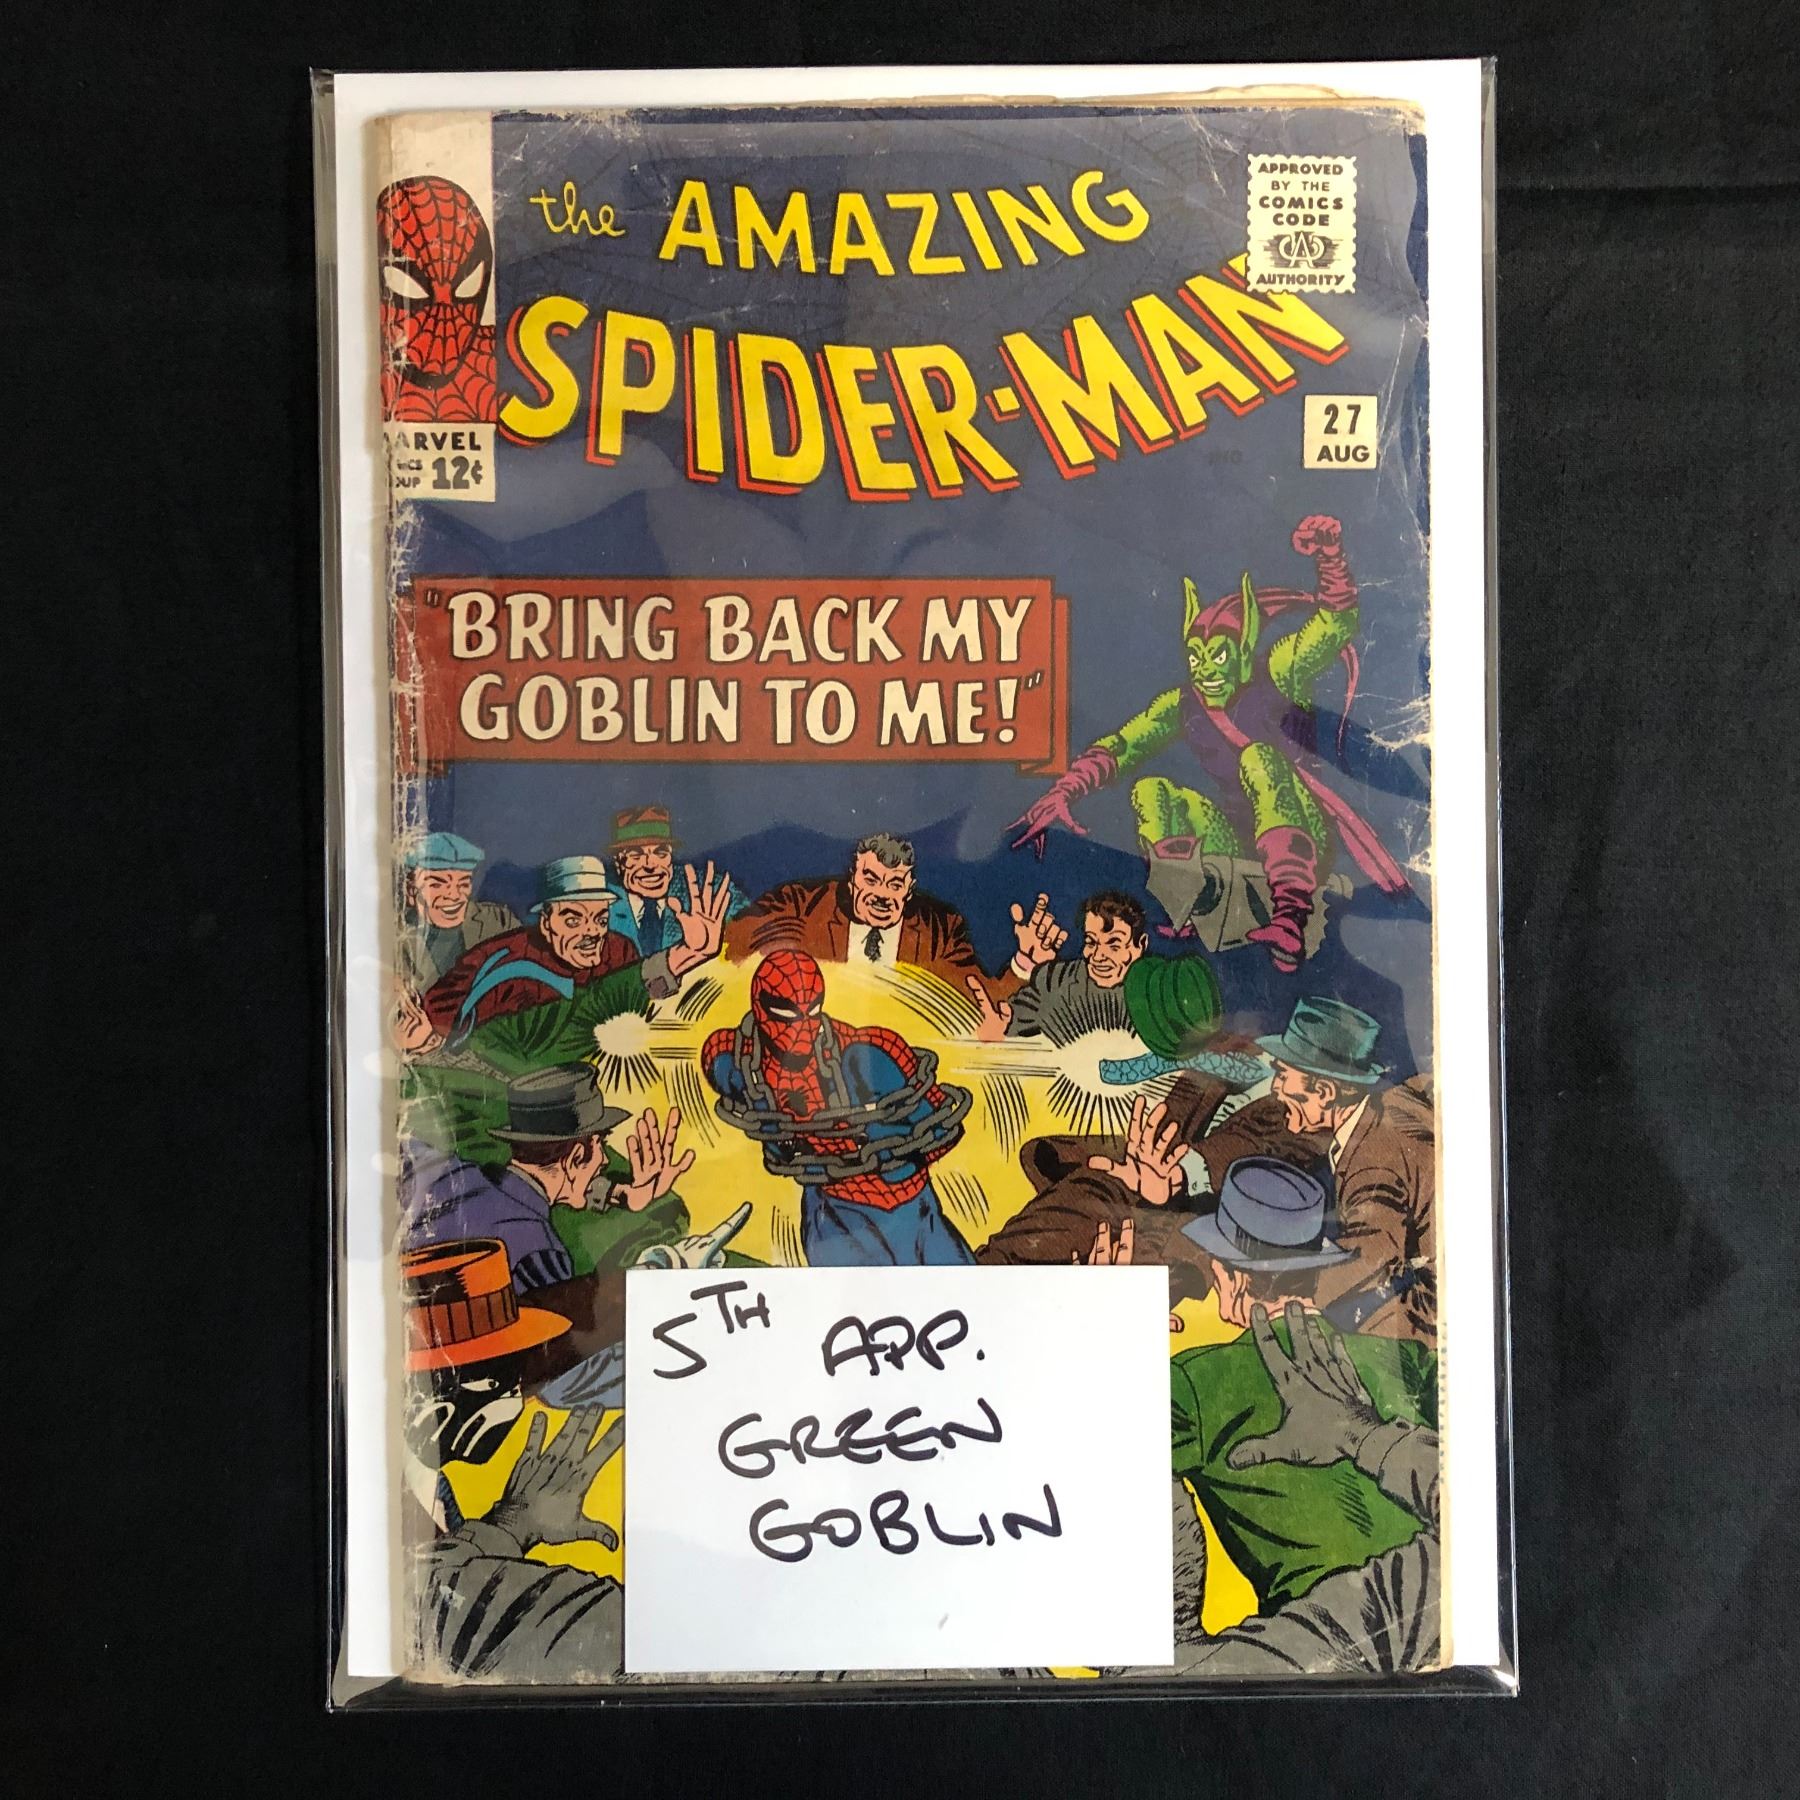 APPROVED
BY THE
COMICS
CODE
AUTHORITY
the AMAZING
SPIDER-MAN
27
AUG
ARVEL
12¢
"BRING BACK MY
GOBLIN TO ME!"
5TH APP.
GREEN
GOBLIN